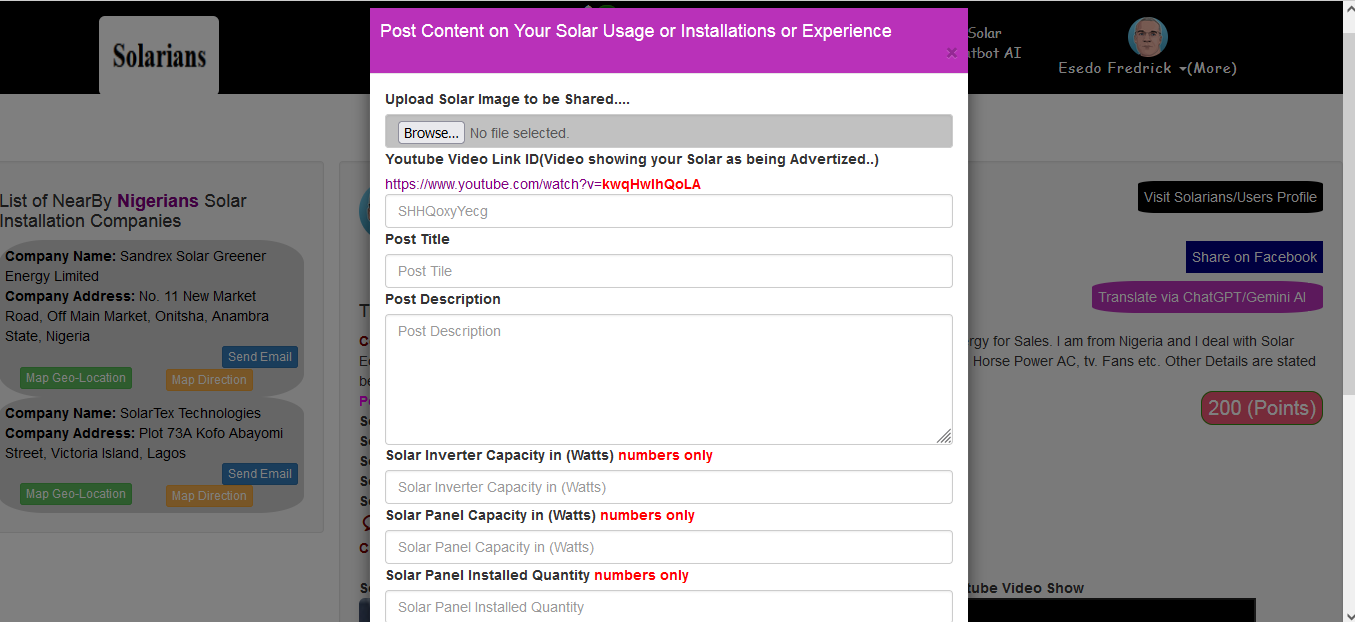 Solarians
Solar
atbot AI
Esedo Fredrick (More)
Post Content on Your Solar Usage or Installations or Experience
×
Upload Solar Image to be Shared....
Browse... No file selected.
Youtube Video Link ID(Video showing your Solar as being Advertized..)
https://www.youtube.com/watch?v=kwqHwIhQoLA
SHHQoxyYecg
Post Title
Post Tile
Post Description
Post Description
Solar Inverter Capacity in (Watts) numbers only
Solar Inverter Capacity in (Watts)
Solar Panel Capacity in (Watts) numbers only
Solar Panel Capacity in (Watts)
Solar Panel Installed Quantity numbers only
Solar Panel Installed Quantity
List of NearBy Nigerians Solar
Installation Companies
Company Name: Sandrex Solar Greener
Energy Limited
Company Address: No. 11 New Market
Road, Off Main Market, Onitsha, Anambra
State, Nigeria
Send Email
Map Geo-Location Map Direction
Company Name: SolarTex Technologies
Company Address: Plot 73A Kofo Abayomi
Street, Victoria Island, Lagos
Send Email
Map Geo-Location Map Direction
Visit Solarians/Users Profile
Share on Facebook
Translate via ChatGPT/Gemini AI
rgy for Sales. I am from Nigeria and I deal with Solar
Horse Power AC, tv. Fans etc. Other Details are stated
200 (Points)
tube Video Show